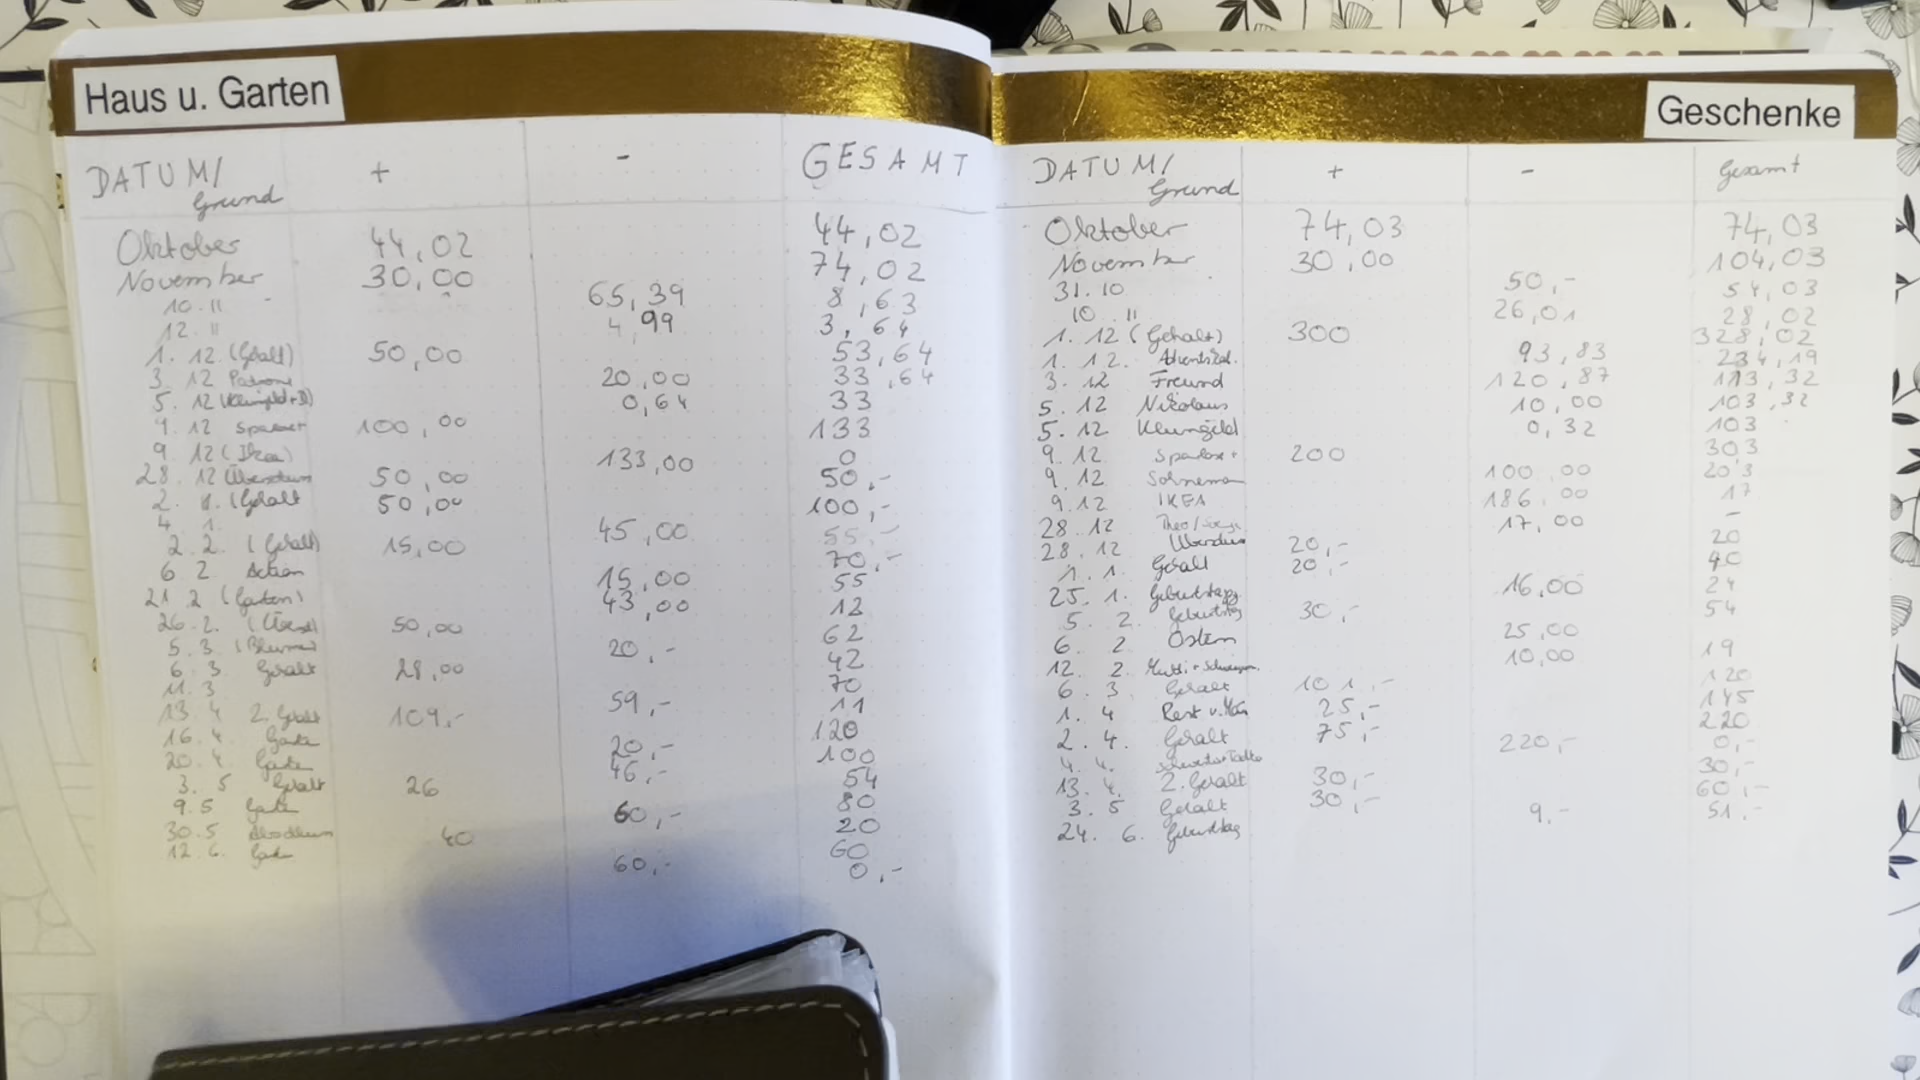 Haus u. Garten
DATUM/ Grund + - GESAMT
Oktober 44,02 44,02
November 30,00 74,02
10. 11 65,39 8,63
12. 11 4,99 3,64
1. 12 (Gehalt) 50,00 53,64
3. 12 Patrone 20,00 33,64
5. 12 0,64 33
9. 12 100,00 133
9. 12 (Ikea) 133,00 0
28. 12 Überschuss 50,00 50,-
2. 1. (Gehalt 50,00 100,-
4. 1. 45,00 55,-
2. 2. (Gehalt) 15,00 70,-
6. 2 Action 15,00 55
21. 2 (Garten) 43,00 12
26. 2. 50,00 62
5. 3. (Blumen) 20,- 42
6. 3 Gehalt 28,00 70
11. 3 59,- 11
13. 4 2. Gehalt 109,- 120
16. 4. Garten 20,- 100
20. 4. Garten 46,- 54
3. 5 Gehalt 26 80
9. 5 Garten 60,- 20
30. 5 40 60
12. 6. Garten 60,- 0,-
Geschenke
DATUM/ Grund + - Gesamt
Oktober 74,03 74,03
November 30,00 104,03
31. 10 50,- 54,03
10. 11 26,01 28,02
1. 12 (Gehalt) 300 328,02
1. 12. 93,83 234,19
3. 12 Freund 120,87 113,32
5. 12 Nikolaus 10,00 103,32
5. 12 Kleingeld 0,32 103
9. 12 200 303
9. 12 100,00 203
9. 12 IKEA 186,00 17
28. 12 17,00 -
28. 12 20,- 20
1. 1. Gehalt 20,- 40
25. 1. 16,00 24
5. 2. Geburtstag 30,- 54
6. 2 Ostern 25,00
12. 2. 10,00 19
6. 3. Gehalt 101,- 120
1. 4 Rest v. 25,- 145
2. 4. Gehalt 75,- 220
4. 4. 220,- 0,-
13. 4. 2. Gehalt 30,- 30,-
3. 5 Gehalt 30,- 60,-
24. 6. Geburtstag 9,- 51,-